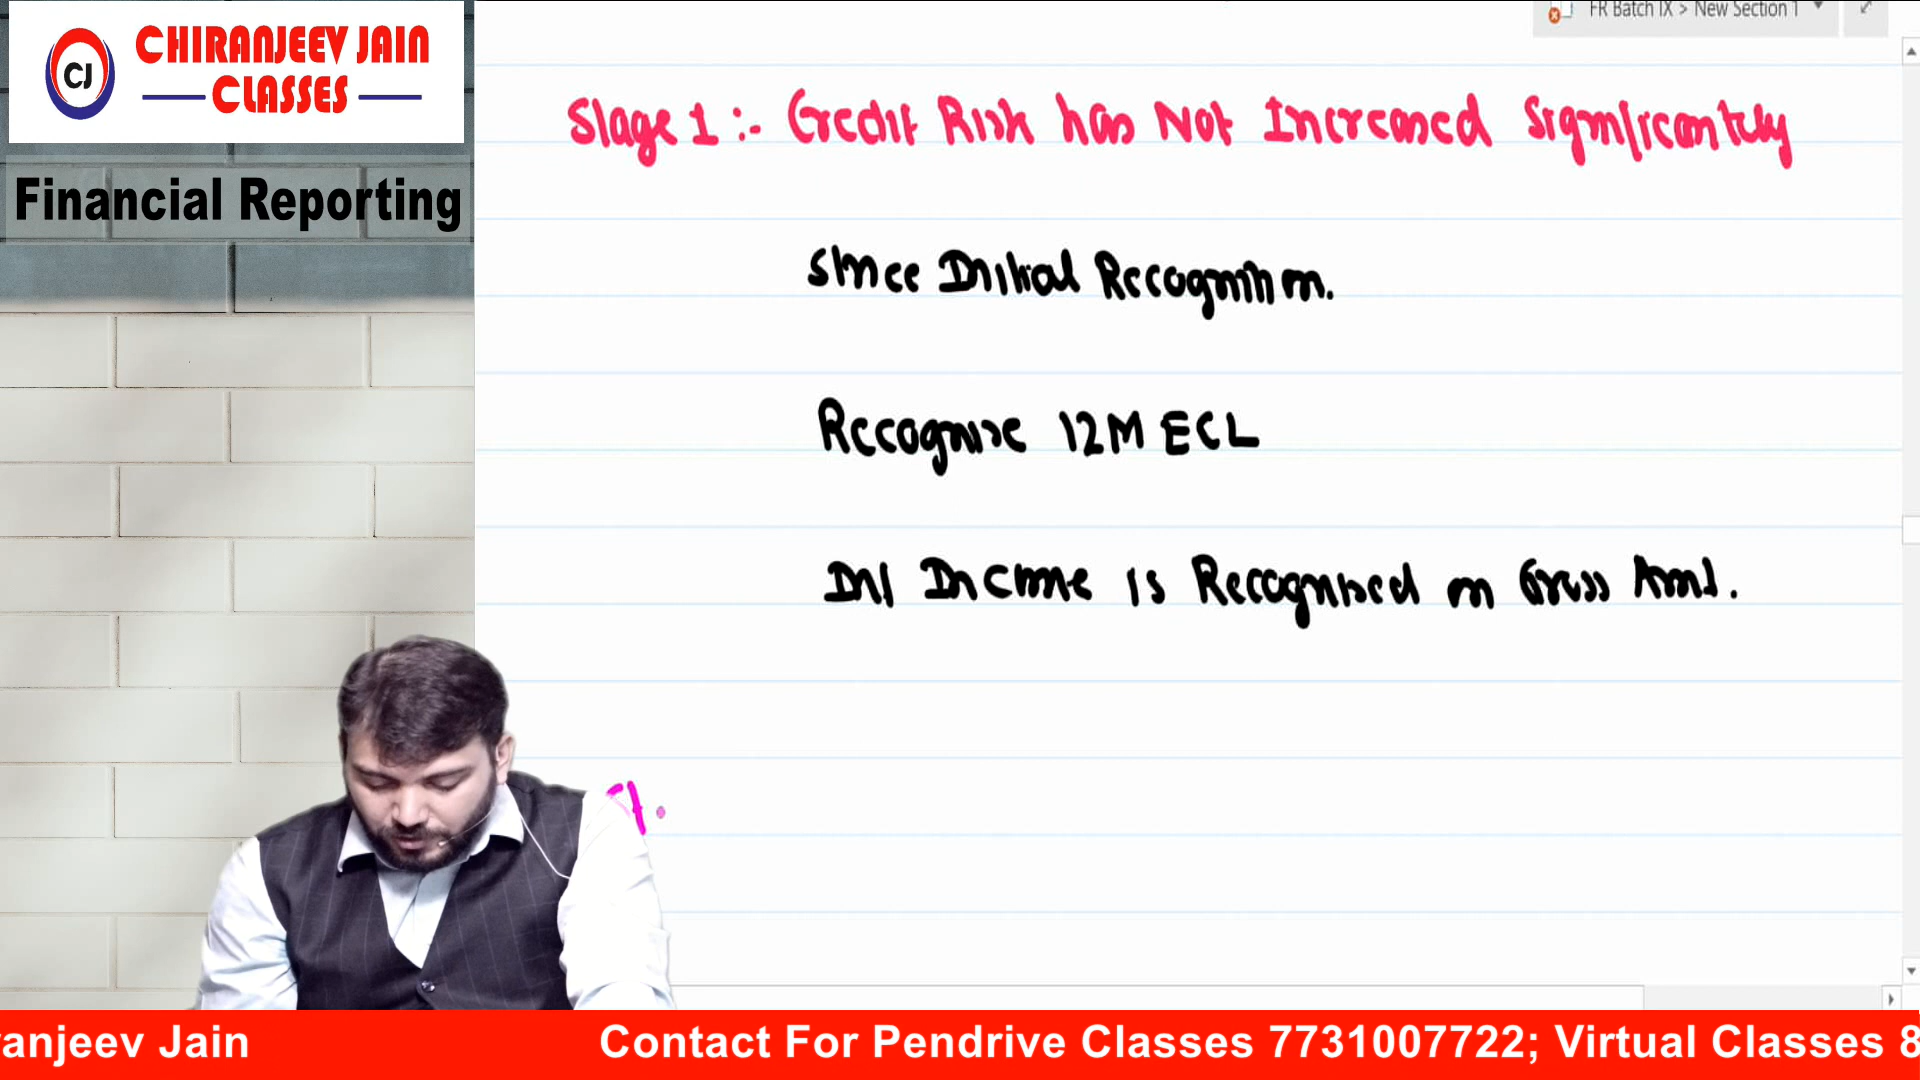 CHIRANJEEV JAIN
CLASSES
CJ
Financial Reporting
FR Batch IX > New Section 1
Stage 1 :- Credit Risk has Not Increased Significantly
Since Initial Recognition.
Recognise 12M ECL
Int Income is Recognised on Gross Amt.
St
ranjeev Jain
Contact For Pendrive Classes 7731007722; Virtual Classes 8